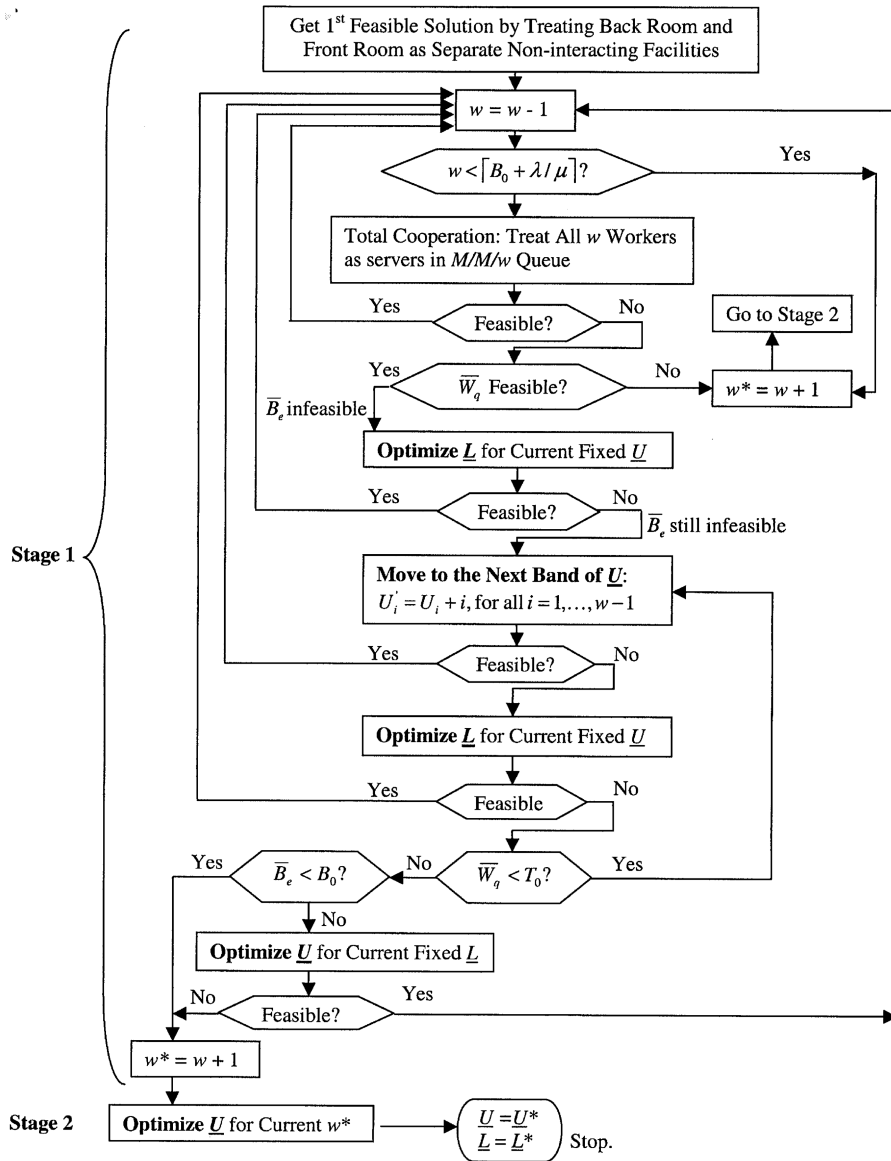 Get 1st Feasible Solution by Treating Back Room and
Front Room as Separate Non-interacting Facilities
w = w - 1
w < ⌈B₀ + λ / μ⌉?
Yes
Total Cooperation: Treat All w Workers
as servers in M/M/w Queue
Yes
Feasible?
No
Go to Stage 2
Yes
W̅q Feasible?
No
w* = w + 1
B̅e infeasible
Optimize L for Current Fixed U
Yes
Feasible?
No
B̅e still infeasible
Stage 1
Move to the Next Band of U:
U'i = Ui + i, for all i = 1,…, w − 1
Yes
Feasible?
No
Optimize L for Current Fixed U
Yes
Feasible
No
Yes
B̅e < B₀?
No
W̅q < T₀?
Yes
No
Optimize U for Current Fixed L
No
Feasible?
Yes
w* = w + 1
Stage 2
Optimize U for Current w*
U = U*
L = L*
Stop.